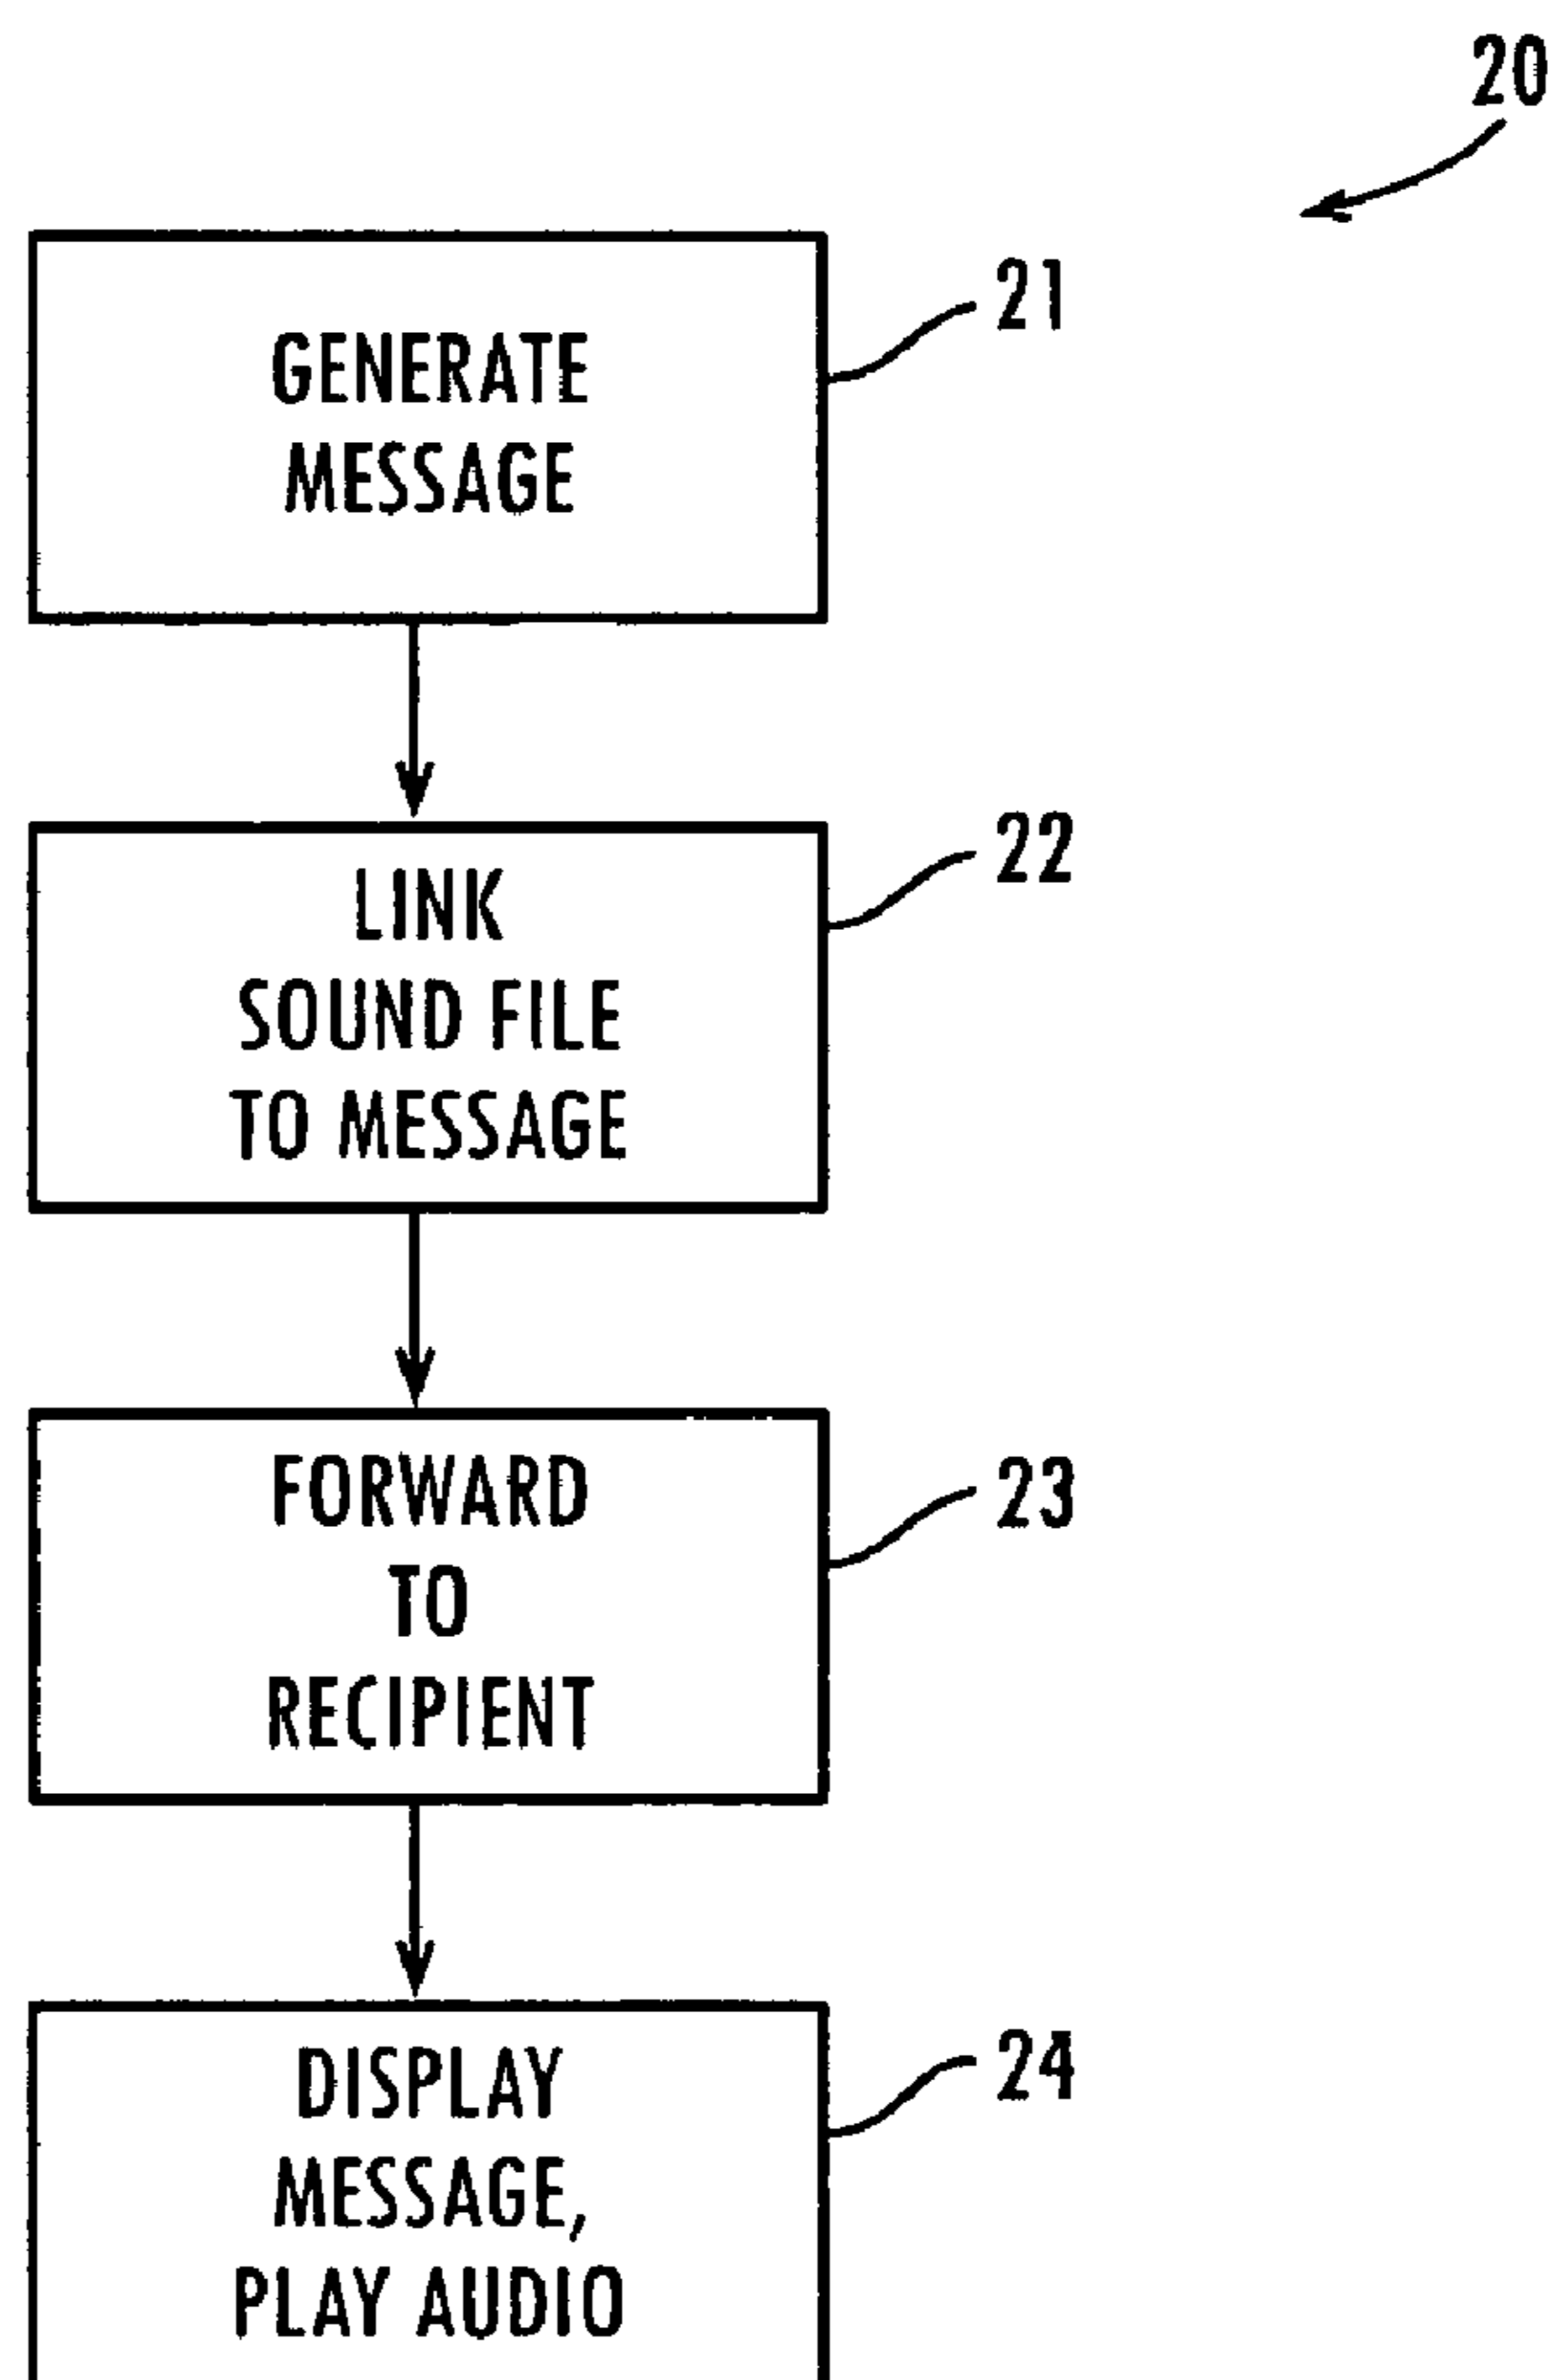 20
21
GENERATE
MESSAGE
22
LINK
SOUND FILE
TO MESSAGE
23
FORWARD
TO
RECIPIENT
24
DISPLAY
MESSAGE,
PLAY AUDIO